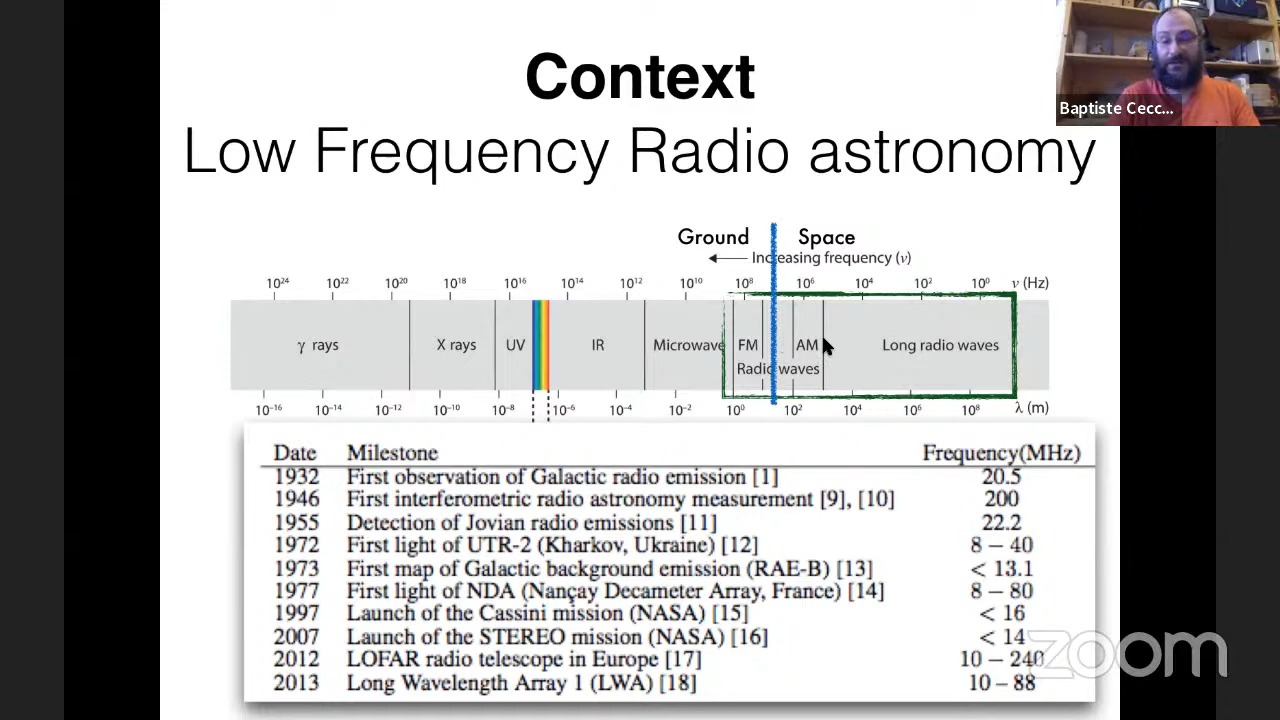 Context
Low Frequency Radio astronomy
Baptiste Cecc...
Ground Space
Increasing frequency (ν)
10²⁴ 10²² 10²⁰ 10¹⁸ 10¹⁶ 10¹⁴ 10¹² 10¹⁰ 10⁸ 10⁶ 10⁴ 10² 10⁰ ν (Hz)
γ rays X rays UV IR Microwave FM AM Long radio waves
Radio waves
10⁻¹⁶ 10⁻¹⁴ 10⁻¹² 10⁻¹⁰ 10⁻⁸ 10⁻⁶ 10⁻⁴ 10⁻² 10⁰ 10² 10⁴ 10⁶ 10⁸ λ (m)
Date Milestone Frequency(MHz)
1932 First observation of Galactic radio emission [1] 20.5
1946 First interferometric radio astronomy measurement [9], [10] 200
1955 Detection of Jovian radio emissions [11] 22.2
1972 First light of UTR-2 (Kharkov, Ukraine) [12] 8 – 40
1973 First map of Galactic background emission (RAE-B) [13] < 13.1
1977 First light of NDA (Nançay Decameter Array, France) [14] 8 – 80
1997 Launch of the Cassini mission (NASA) [15] < 16
2007 Launch of the STEREO mission (NASA) [16] < 14
2012 LOFAR radio telescope in Europe [17] 10 – 240
2013 Long Wavelength Array 1 (LWA) [18] 10 – 88
zoom